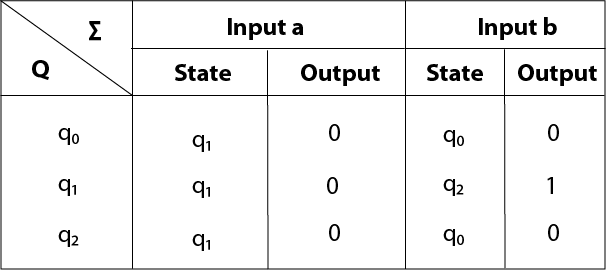 Σ Input a Input b
Q State Output State Output
q₀ q₁ 0 q₀ 0
q₁ q₁ 0 q₂ 1
q₂ q₁ 0 q₀ 0